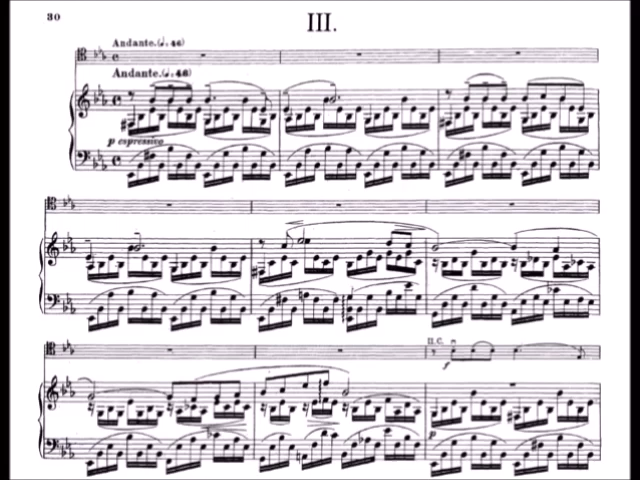 30
III.
Andante. (♩. 46)
Andante. (♩. 46)
p espressivo
II.C.
f
p